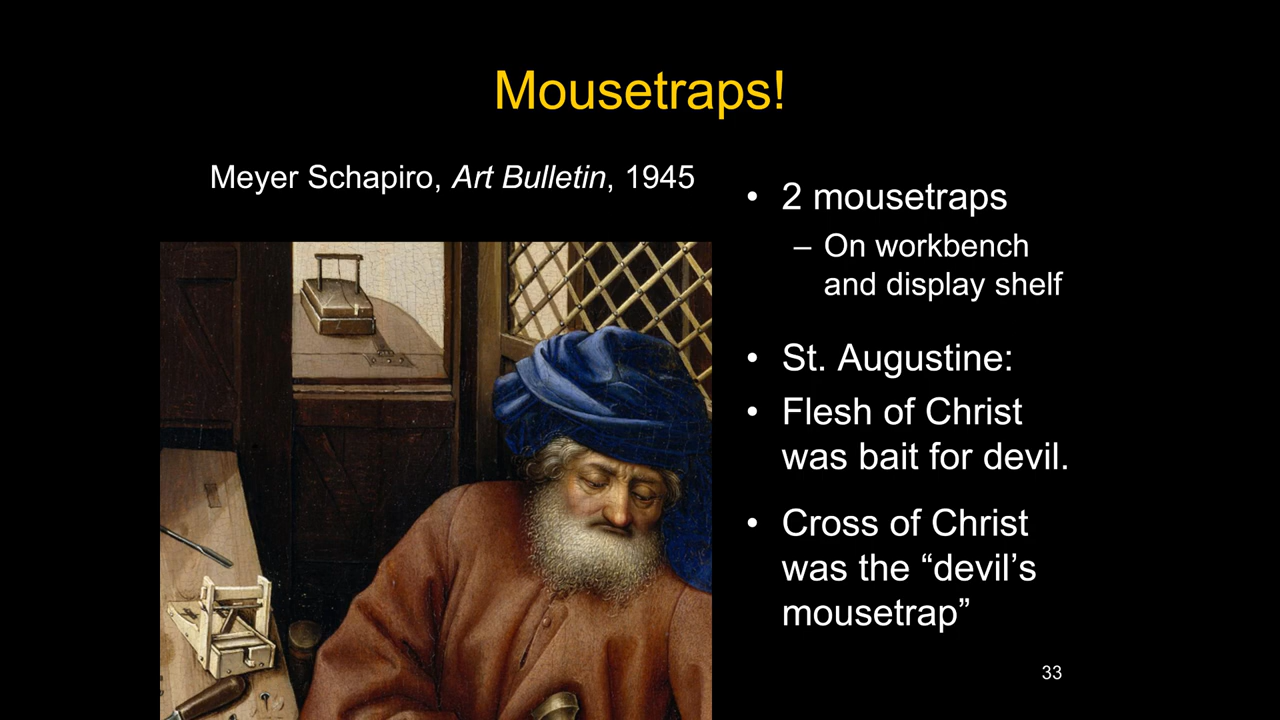 Mousetraps!
Meyer Schapiro, Art Bulletin, 1945
• 2 mousetraps
– On workbench
and display shelf
• St. Augustine:
• Flesh of Christ
was bait for devil.
• Cross of Christ
was the “devil’s
mousetrap”
33